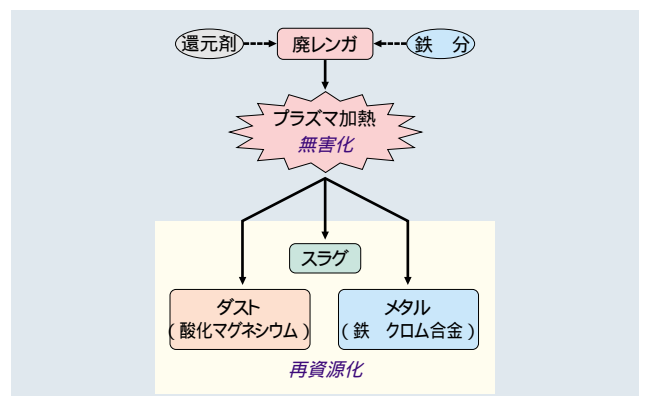 還元剤
廃レンガ
鉄　分
プラズマ加熱
無害化
スラグ
ダスト
（酸化マグネシウム）
メタル
（鉄　クロム合金）
再資源化